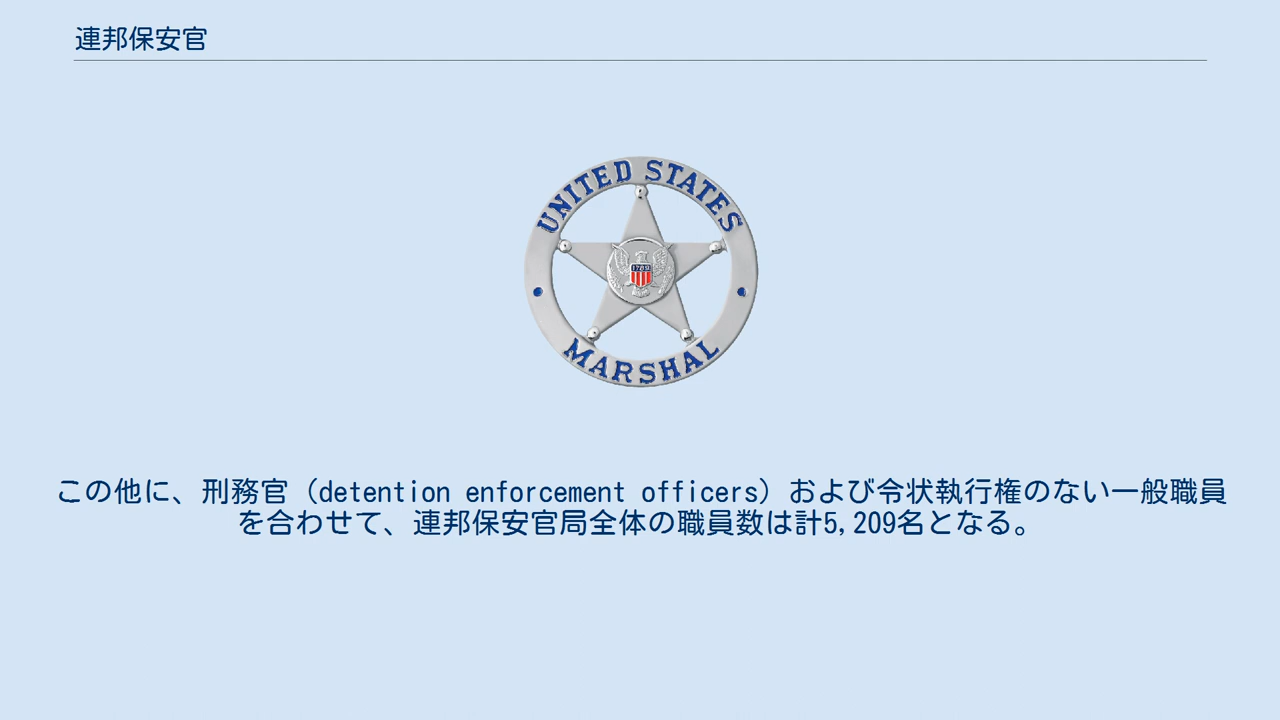 連邦保安官
UNITED STATES
1789
MARSHAL
この他に、刑務官（detention enforcement officers）および令状執行権のない一般職員
を合わせて、連邦保安官局全体の職員数は計5,209名となる。